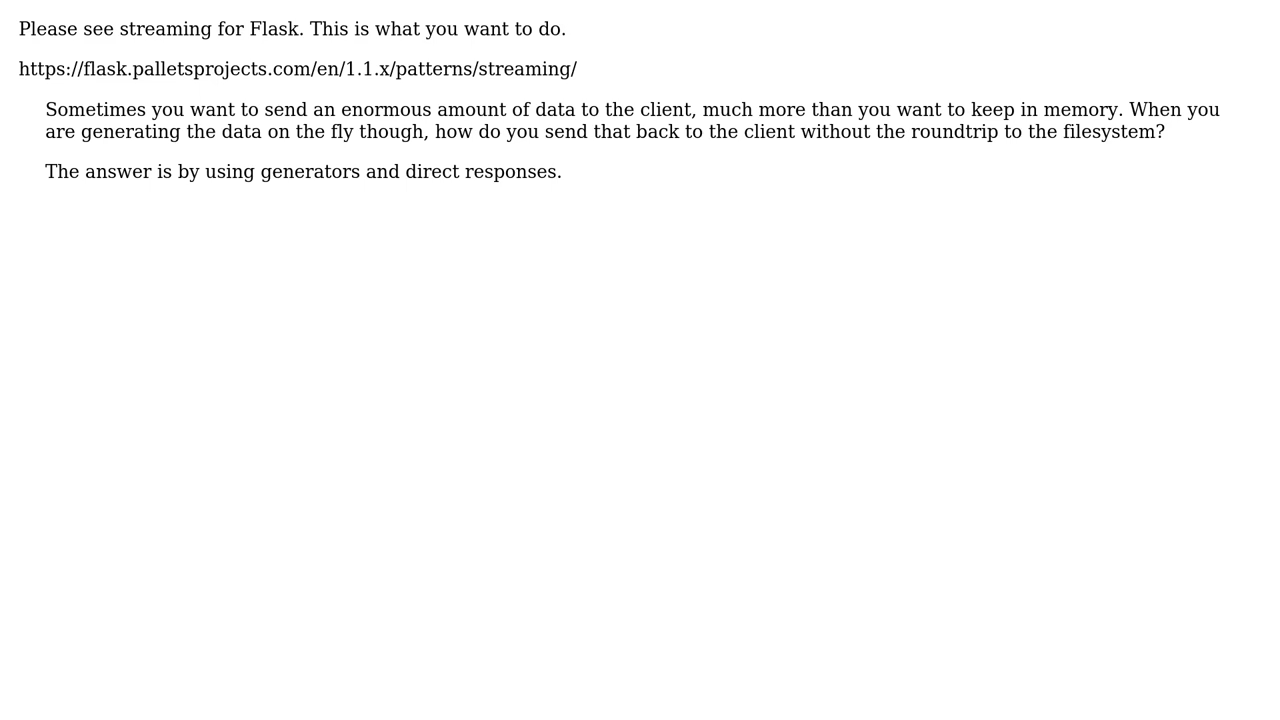 Please see streaming for Flask. This is what you want to do.
https://flask.palletsprojects.com/en/1.1.x/patterns/streaming/
Sometimes you want to send an enormous amount of data to the client, much more than you want to keep in memory. When you
are generating the data on the fly though, how do you send that back to the client without the roundtrip to the filesystem?
The answer is by using generators and direct responses.